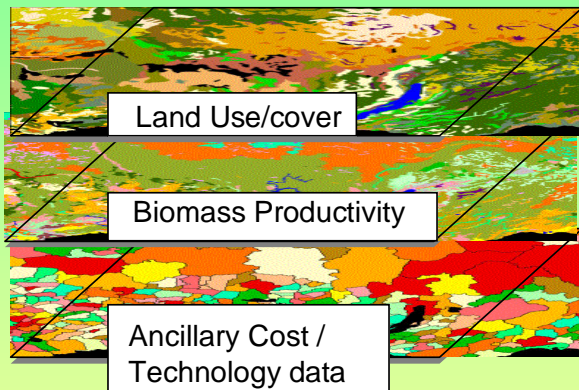 Land Use/cover
Biomass Productivity
Ancillary Cost /
Technology data